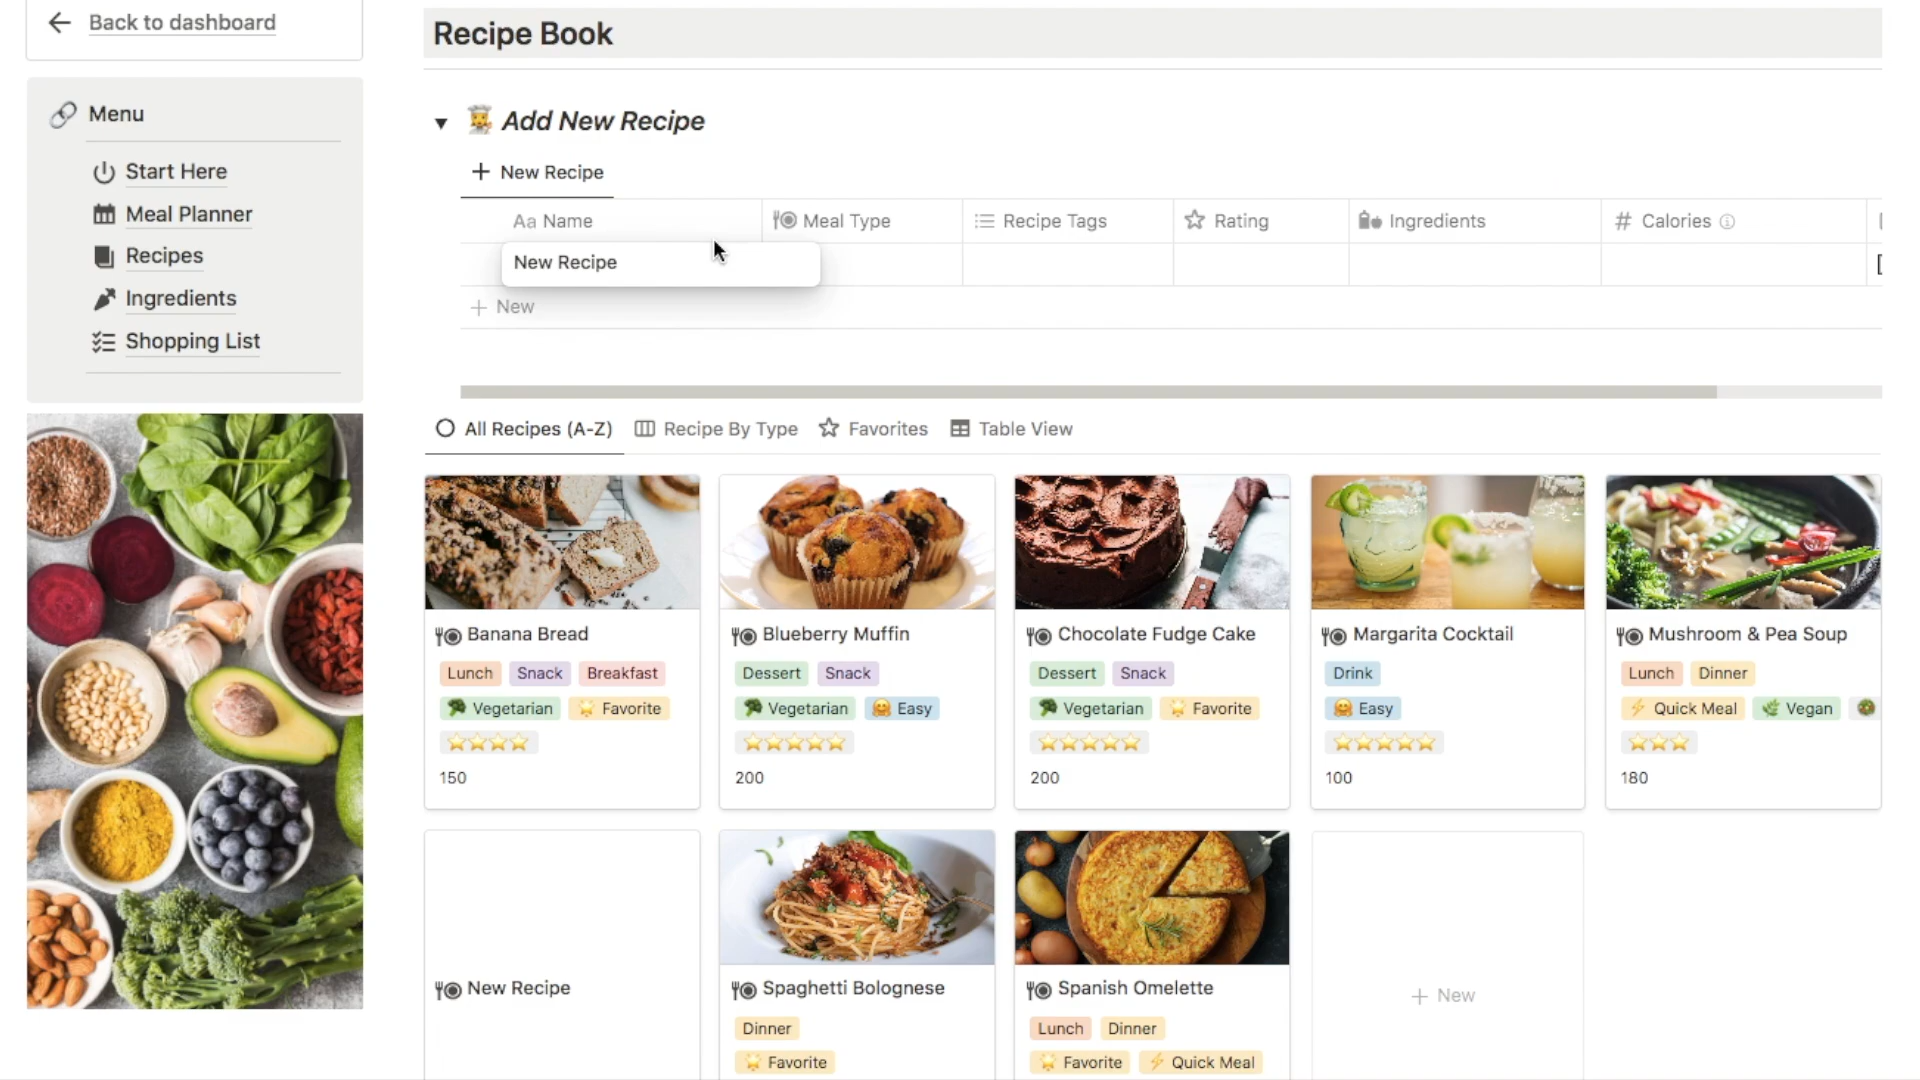 Back to dashboard
Recipe Book
Menu
Start Here
Meal Planner
Recipes
Ingredients
Shopping List
Add New Recipe
+ New Recipe
Aa Name Meal Type Recipe Tags Rating Ingredients # Calories
New Recipe
+ New
All Recipes (A-Z) Recipe By Type Favorites Table View
Banana Bread
Lunch Snack Breakfast
Vegetarian Favorite
150
Blueberry Muffin
Dessert Snack
Vegetarian Easy
200
Chocolate Fudge Cake
Dessert Snack
Vegetarian Favorite
200
Margarita Cocktail
Drink
Easy
100
Mushroom & Pea Soup
Lunch Dinner
Quick Meal Vegan
180
New Recipe
Spaghetti Bolognese
Dinner
Favorite
Spanish Omelette
Lunch Dinner
Favorite Quick Meal
+ New